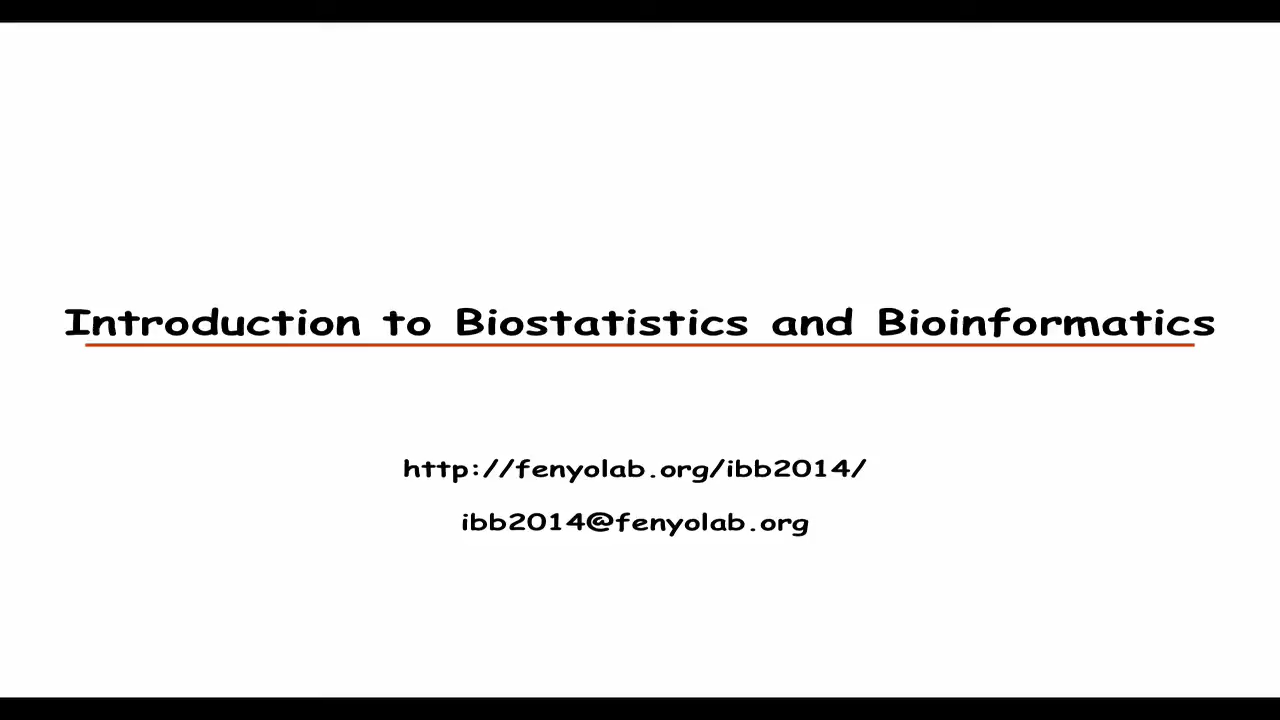 Introduction to Biostatistics and Bioinformatics
http://fenyolab.org/ibb2014/
ibb2014@fenyolab.org